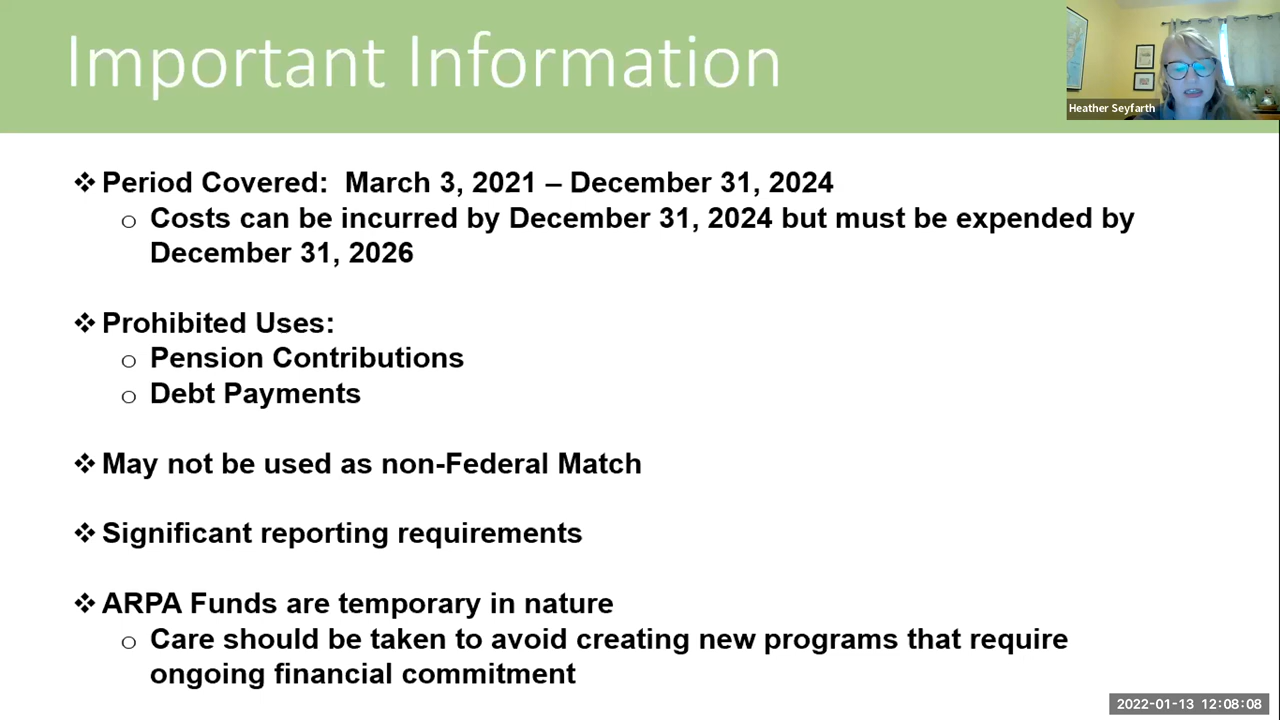 Important Information
Heather Seyfarth
❖ Period Covered:  March 3, 2021 – December 31, 2024
o Costs can be incurred by December 31, 2024 but must be expended by
December 31, 2026
❖ Prohibited Uses:
o Pension Contributions
o Debt Payments
❖ May not be used as non-Federal Match
❖ Significant reporting requirements
❖ ARPA Funds are temporary in nature
o Care should be taken to avoid creating new programs that require
ongoing financial commitment
2022-01-13 12:08:08